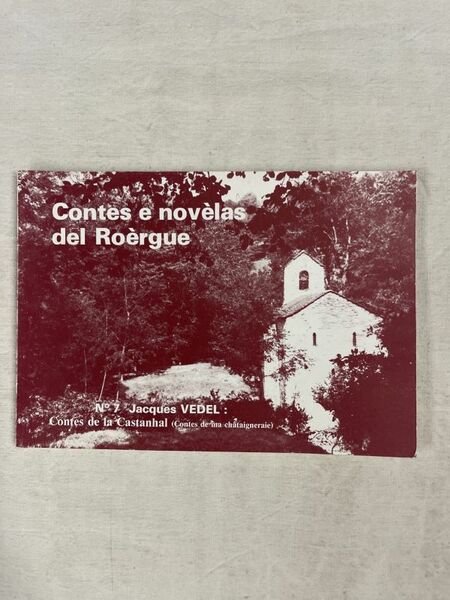 Contes e novèlas
del Roèrgue
N° 7 Jacques VEDEL :
Contes de la Castanhal (Contes de ma châtaigneraie)